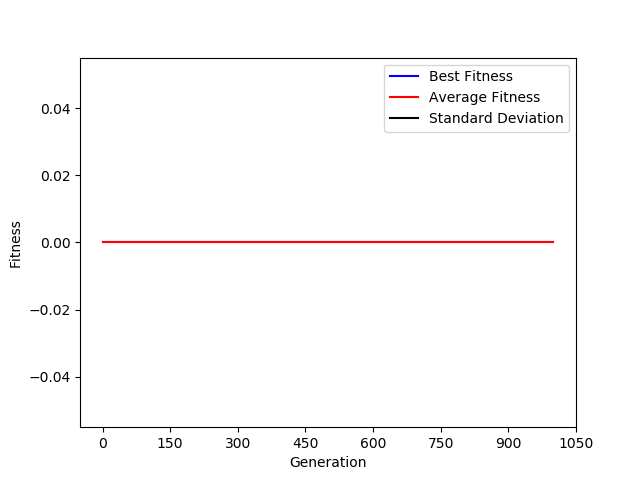 Best Fitness
Average Fitness
Standard Deviation
0.04
0.02
0.00
−0.02
−0.04
Fitness
0 150 300 450 600 750 900 1050
Generation